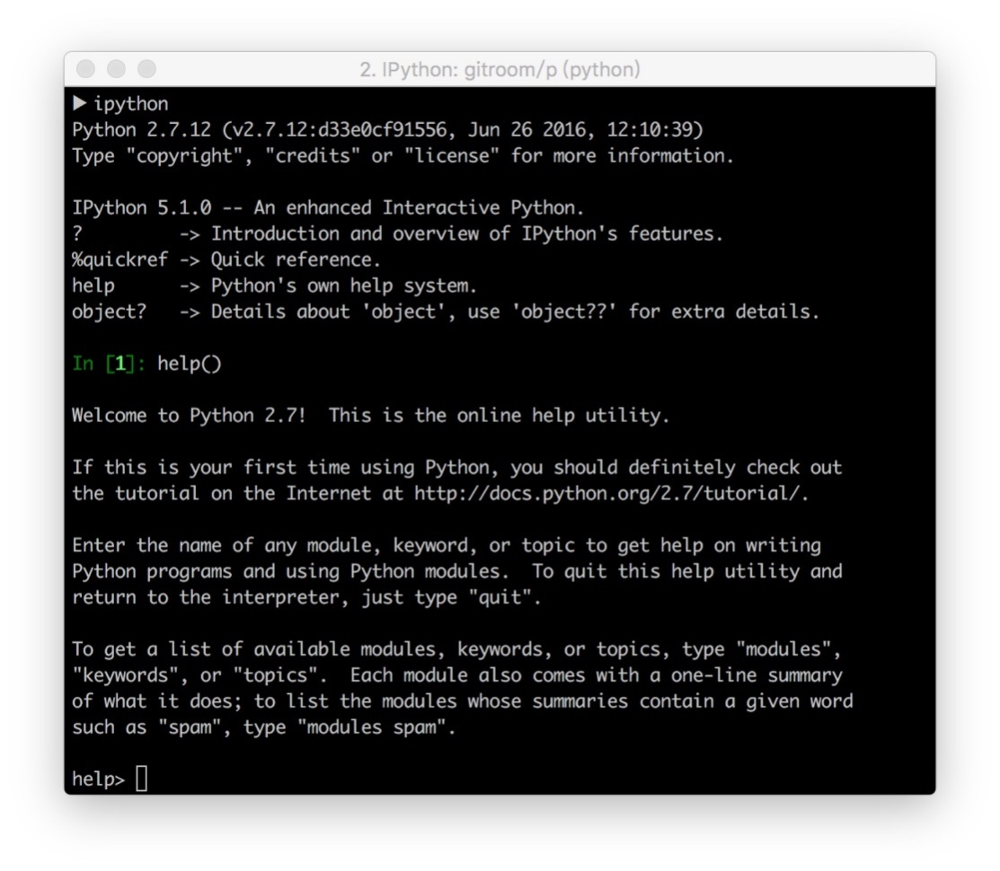 2. IPython: gitroom/p (python)
▶ ipython
Python 2.7.12 (v2.7.12:d33e0cf91556, Jun 26 2016, 12:10:39)
Type "copyright", "credits" or "license" for more information.
IPython 5.1.0 -- An enhanced Interactive Python.
?         -> Introduction and overview of IPython's features.
%quickref -> Quick reference.
help      -> Python's own help system.
object?   -> Details about 'object', use 'object??' for extra details.
In [1]: help()
Welcome to Python 2.7!  This is the online help utility.
If this is your first time using Python, you should definitely check out
the tutorial on the Internet at http://docs.python.org/2.7/tutorial/.
Enter the name of any module, keyword, or topic to get help on writing
Python programs and using Python modules.  To quit this help utility and
return to the interpreter, just type "quit".
To get a list of available modules, keywords, or topics, type "modules",
"keywords", or "topics".  Each module also comes with a one-line summary
of what it does; to list the modules whose summaries contain a given word
such as "spam", type "modules spam".
help>